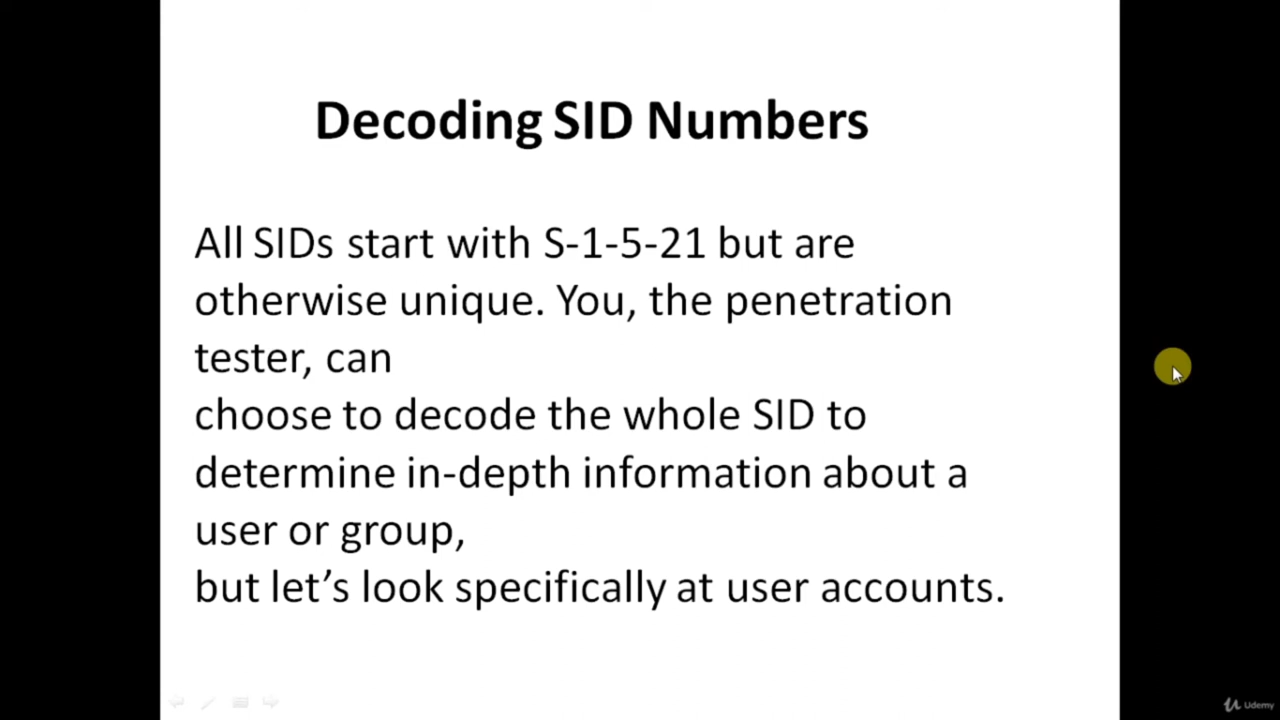 Decoding SID Numbers
All SIDs start with S-1-5-21 but are
otherwise unique. You, the penetration
tester, can
choose to decode the whole SID to
determine in-depth information about a
user or group,
but let’s look specifically at user accounts.
Udemy